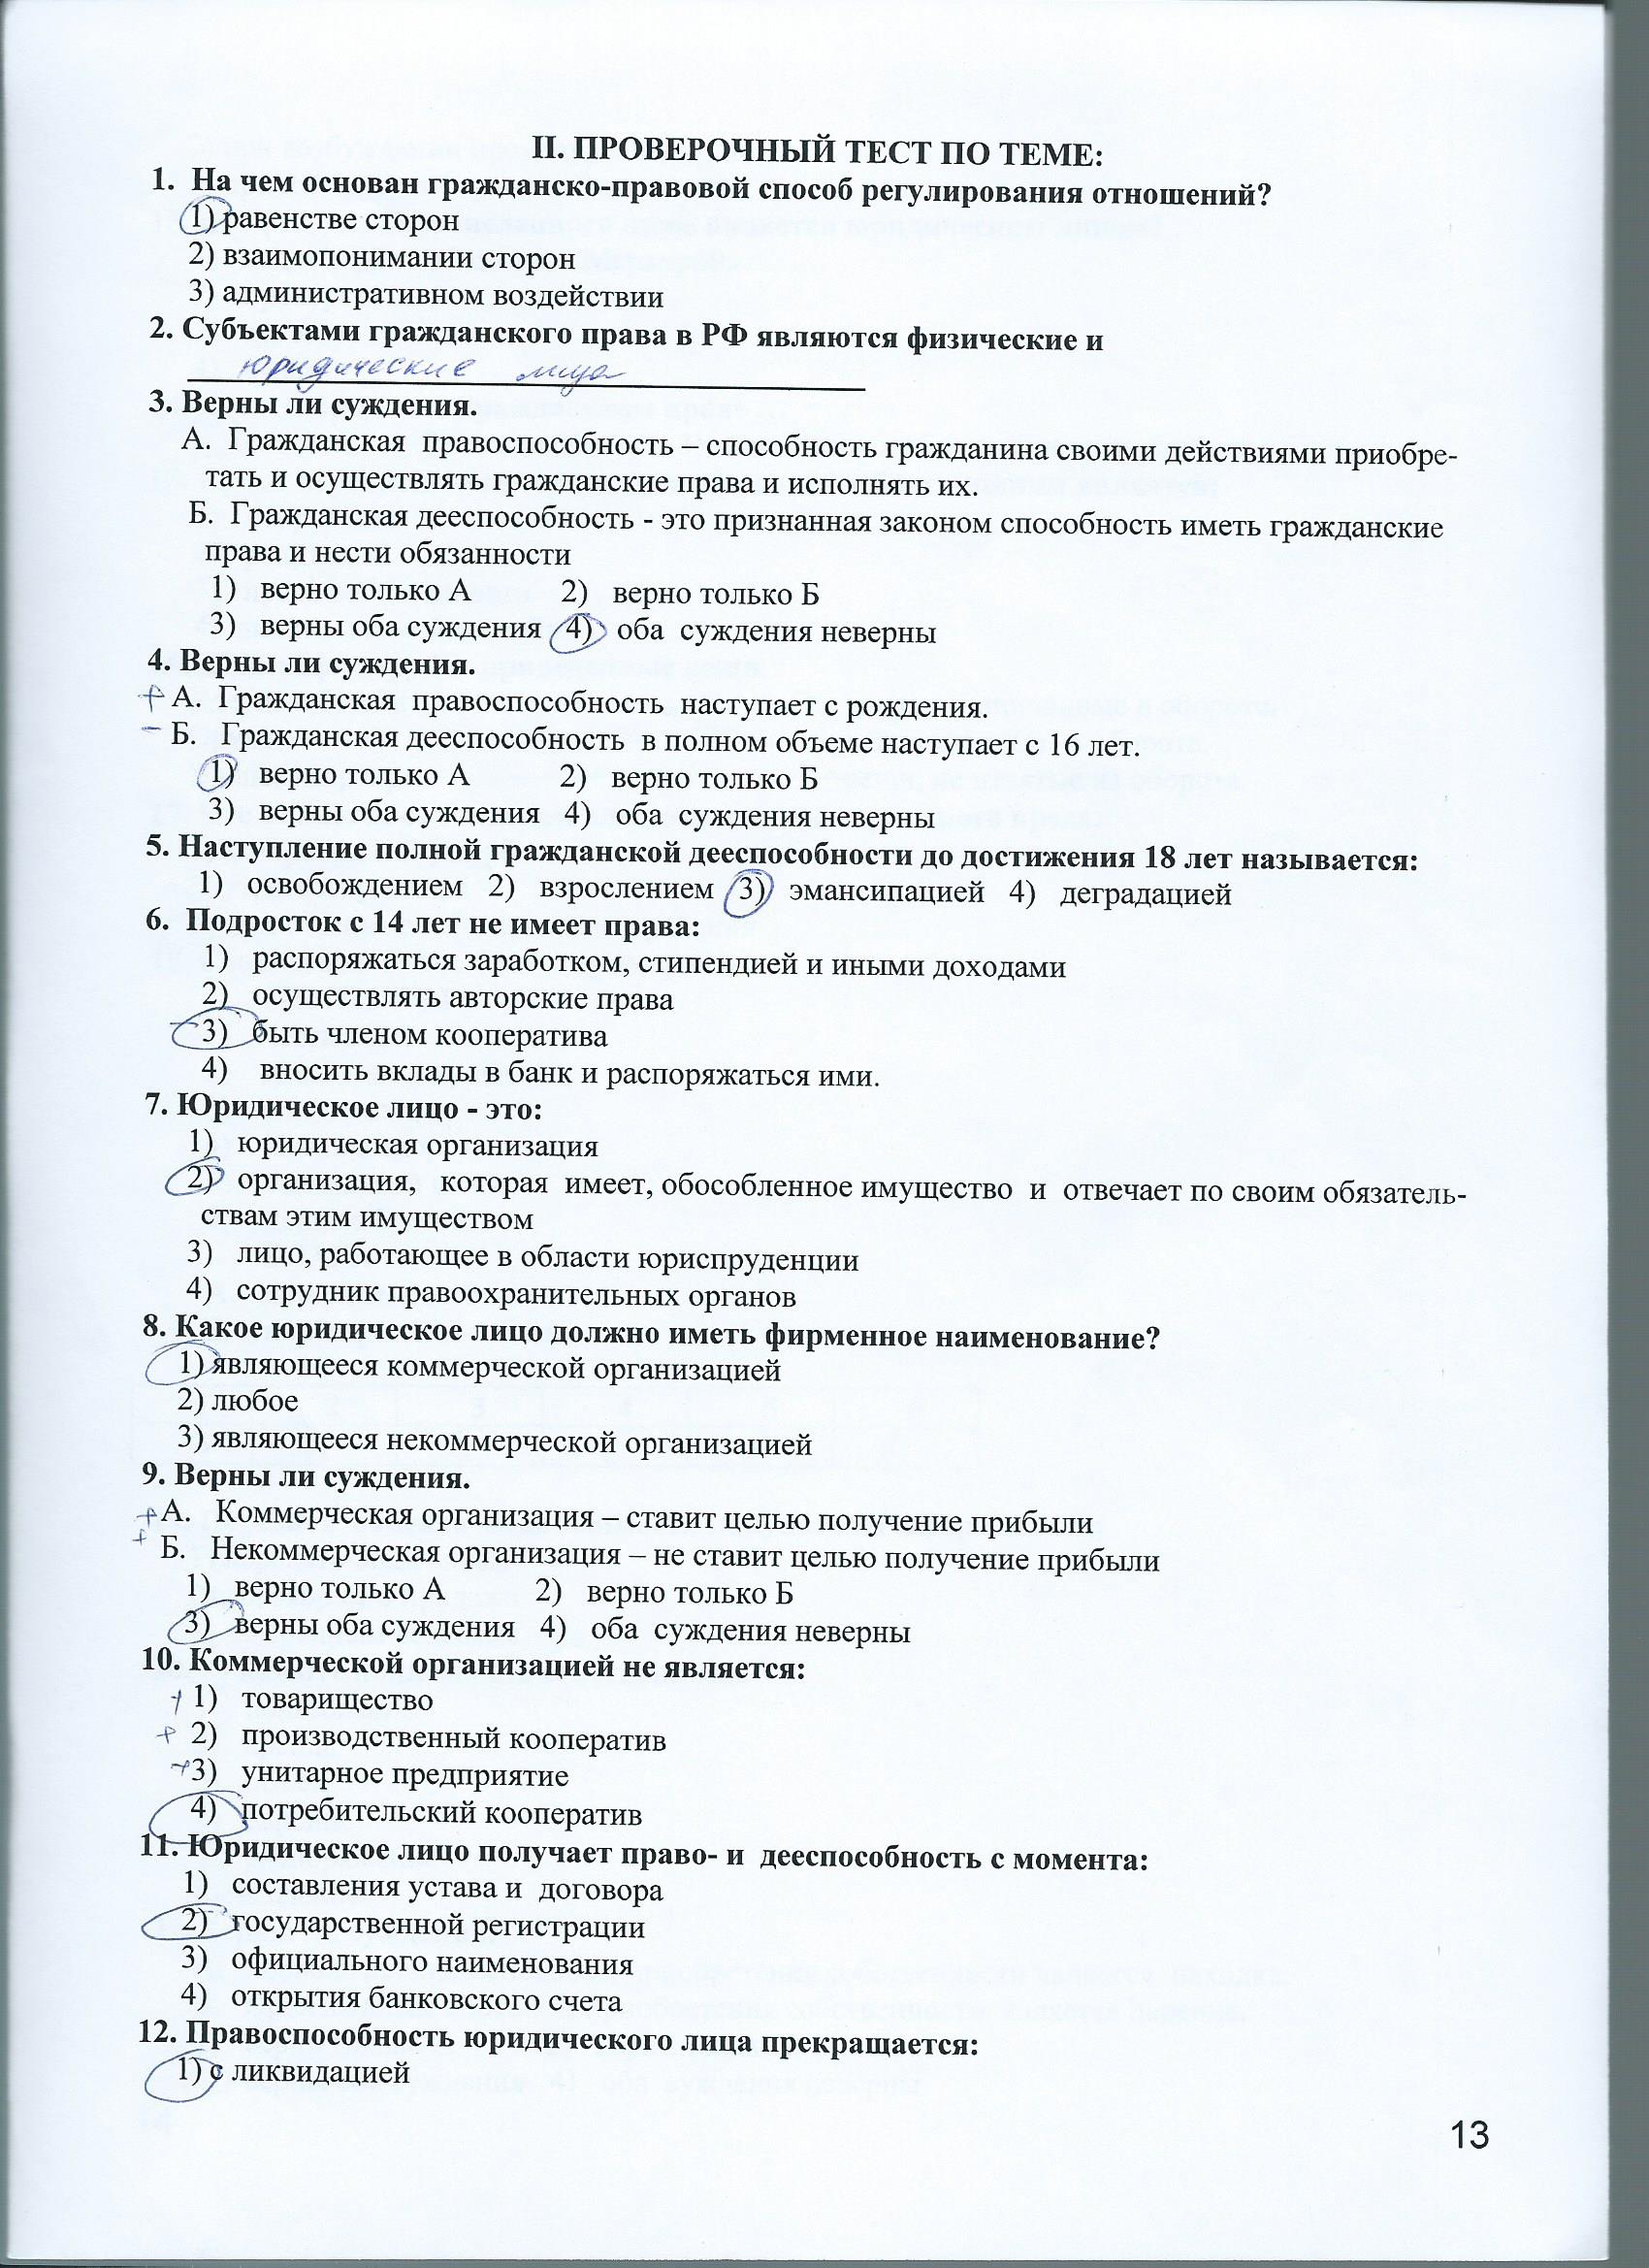 II. ПРОВЕРОЧНЫЙ ТЕСТ ПО ТЕМЕ:
1. На чем основан гражданско-правовой способ регулирования отношений?
1) равенстве сторон
2) взаимопонимании сторон
3) административном воздействии
2. Субъектами гражданского права в РФ являются физические и
юридические лица
3. Верны ли суждения.
А. Гражданская правоспособность – способность гражданина своими действиями приобре-
тать и осуществлять гражданские права и исполнять их.
Б. Гражданская дееспособность - это признанная законом способность иметь гражданские
права и нести обязанности
1) верно только А 2) верно только Б
3) верны оба суждения 4) оба суждения неверны
4. Верны ли суждения.
+ А. Гражданская правоспособность наступает с рождения.
– Б. Гражданская дееспособность в полном объеме наступает с 16 лет.
1) верно только А 2) верно только Б
3) верны оба суждения 4) оба суждения неверны
5. Наступление полной гражданской дееспособности до достижения 18 лет называется:
1) освобождением 2) взрослением 3) эмансипацией 4) деградацией
6. Подросток с 14 лет не имеет права:
1) распоряжаться заработком, стипендией и иными доходами
2) осуществлять авторские права
3) быть членом кооператива
4) вносить вклады в банк и распоряжаться ими.
7. Юридическое лицо - это:
1) юридическая организация
2) организация, которая имеет, обособленное имущество и отвечает по своим обязатель-
ствам этим имуществом
3) лицо, работающее в области юриспруденции
4) сотрудник правоохранительных органов
8. Какое юридическое лицо должно иметь фирменное наименование?
1) являющееся коммерческой организацией
2) любое
3) являющееся некоммерческой организацией
9. Верны ли суждения.
+ А. Коммерческая организация – ставит целью получение прибыли
+ Б. Некоммерческая организация – не ставит целью получение прибыли
1) верно только А 2) верно только Б
3) верны оба суждения 4) оба суждения неверны
10. Коммерческой организацией не является:
+ 1) товарищество
+ 2) производственный кооператив
+ 3) унитарное предприятие
4) потребительский кооператив
11. Юридическое лицо получает право- и дееспособность с момента:
1) составления устава и договора
2) государственной регистрации
3) официального наименования
4) открытия банковского счета
12. Правоспособность юридического лица прекращается:
1) с ликвидацией
13